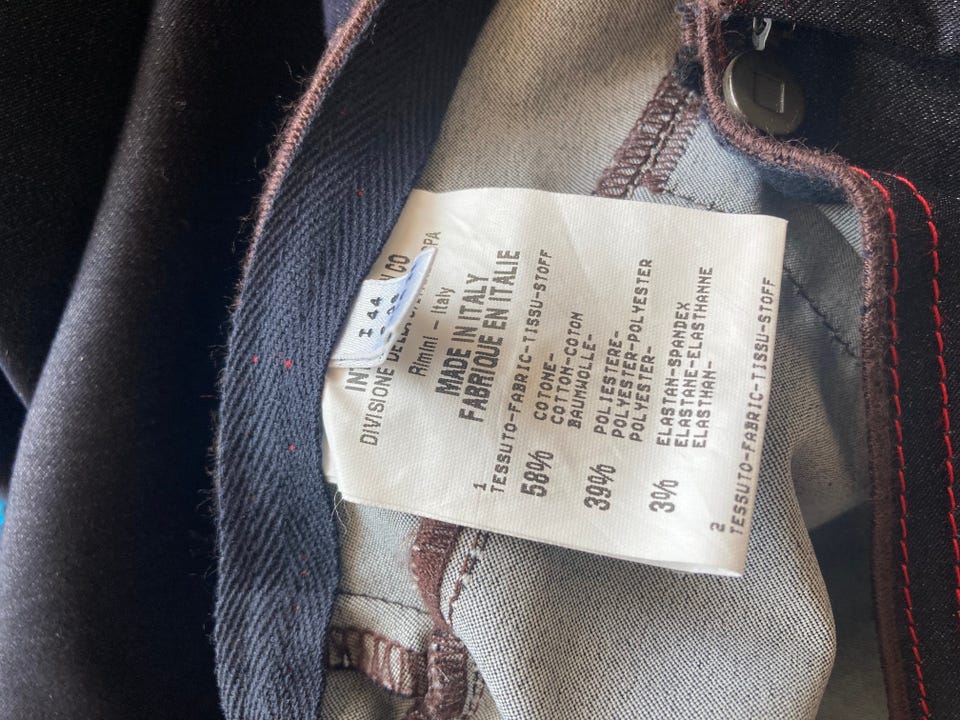 I 44
DIVISIONE
Rimini – Italy
MADE IN ITALY
FABRIQUE EN ITALIE
1
TESSUTO-FABRIC-TISSU-STOFF
58% COTONE-
COTTON-COTON
BAUMWOLLE-
39% POLIESTERE-
POLYESTER-POLYESTER
POLYESTER-
3% ELASTAN-SPANDEX
ELASTANE-ELASTHANNE
ELASTHAN-
2
TESSUTO-FABRIC-TISSU-STOFF